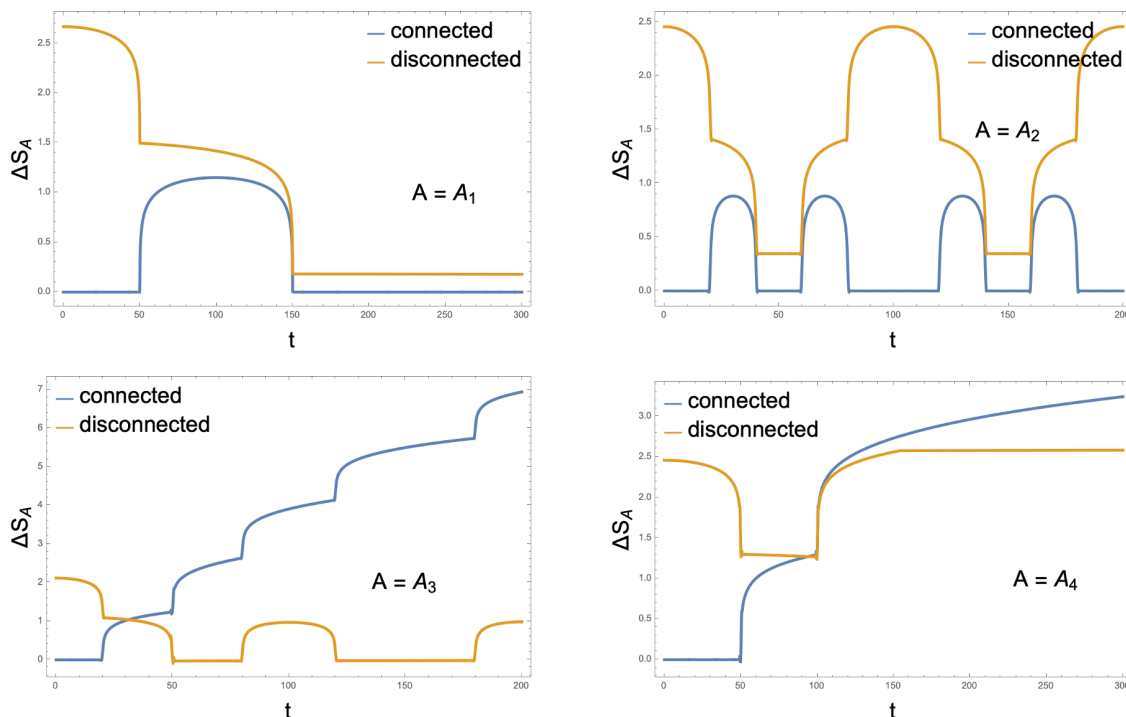 connected
disconnected
2.5
2.0
1.5
1.0
0.5
0.0
ΔS_A
A = A_1
0 50 100 150 200 250 300
t
connected
disconnected
2.5
2.0
1.5
1.0
0.5
0.0
ΔS_A
A = A_2
0 50 100 150 200
t
connected
disconnected
7
6
5
4
3
2
1
0
ΔS_A
A = A_3
0 50 100 150 200
t
connected
disconnected
3.0
2.5
2.0
1.5
1.0
0.5
0.0
ΔS_A
A = A_4
0 50 100 150 200 250 300
t